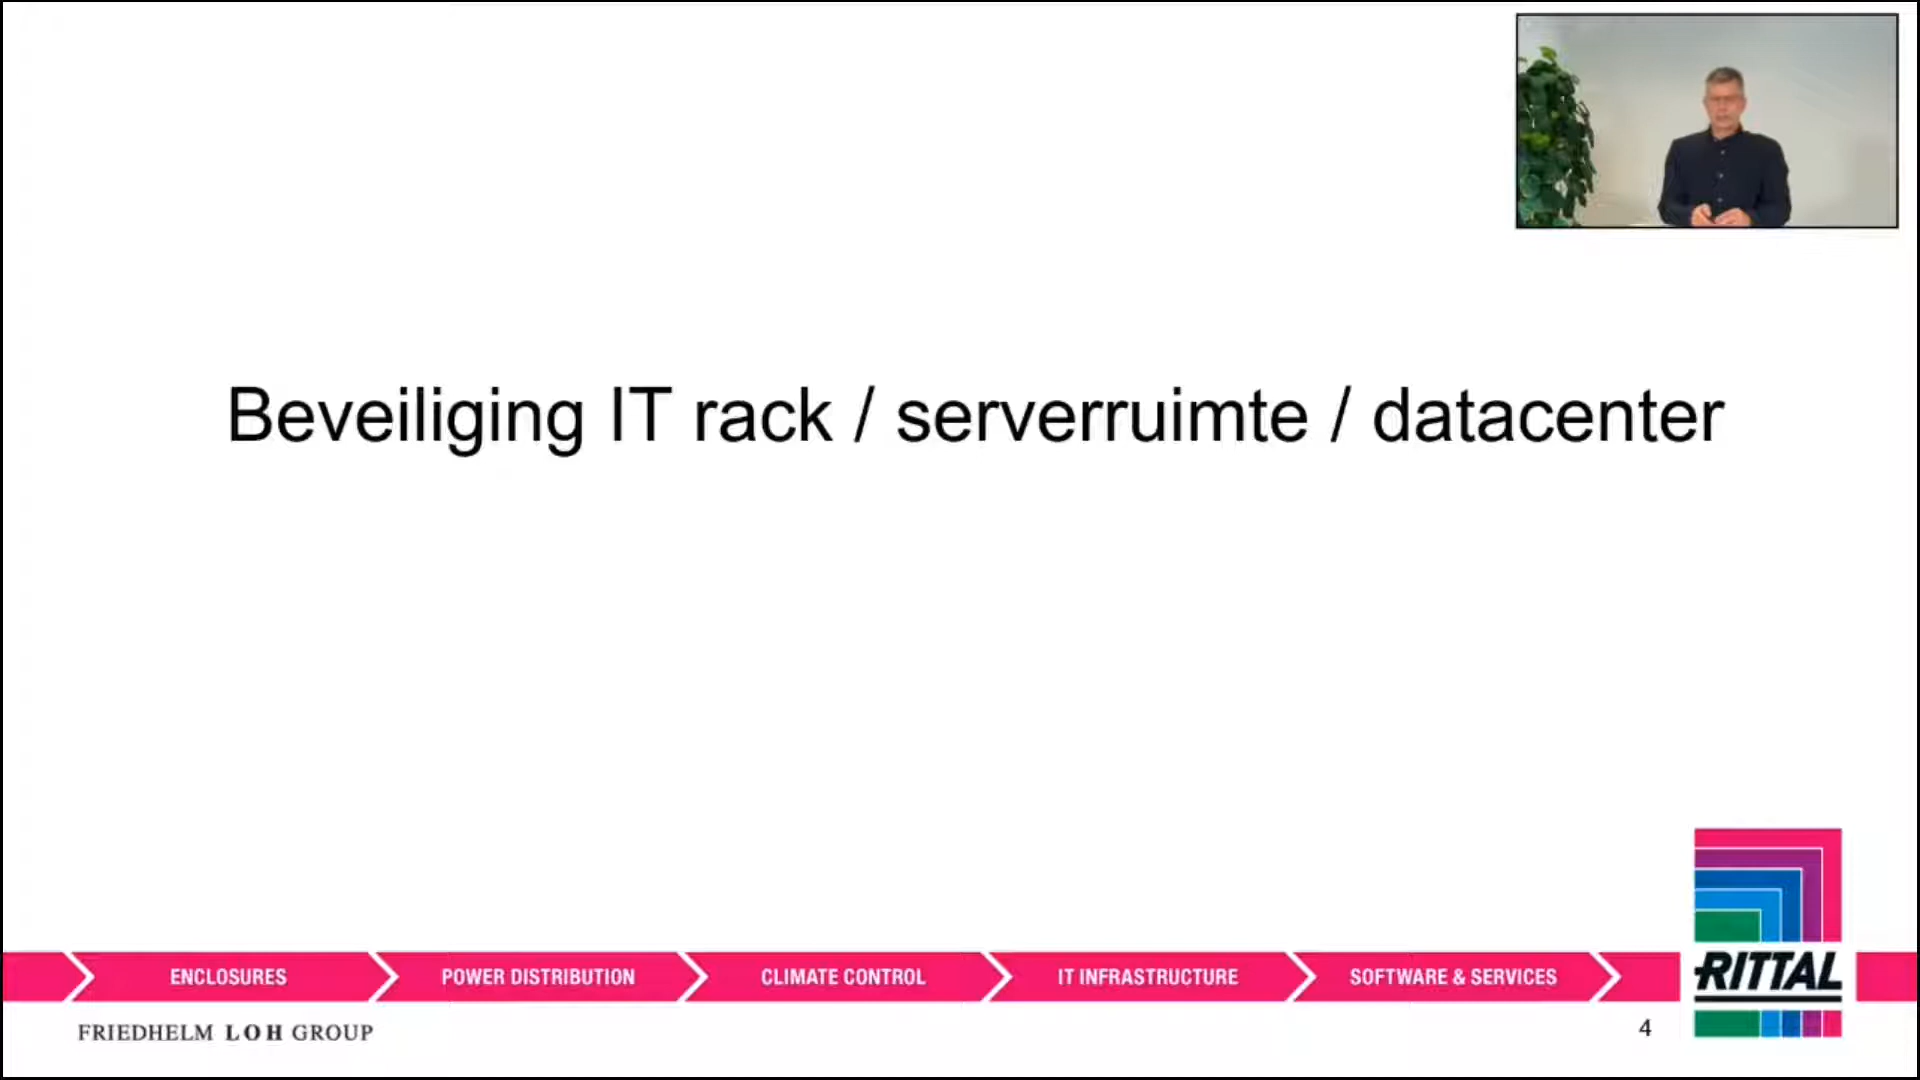 Beveiliging IT rack / serverruimte / datacenter
ENCLOSURES
POWER DISTRIBUTION
CLIMATE CONTROL
IT INFRASTRUCTURE
SOFTWARE & SERVICES
RITTAL
FRIEDHELM LOH GROUP
4